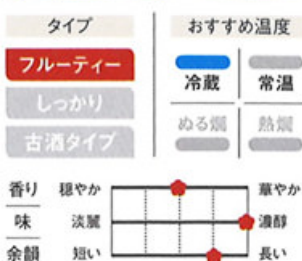 タイプ
フルーティー
しっかり
古酒タイプ
おすすめ温度
冷蔵
常温
ぬる燗
熱燗
香り 穏やか 華やか
味 淡麗 濃醇
余韻 短い 長い